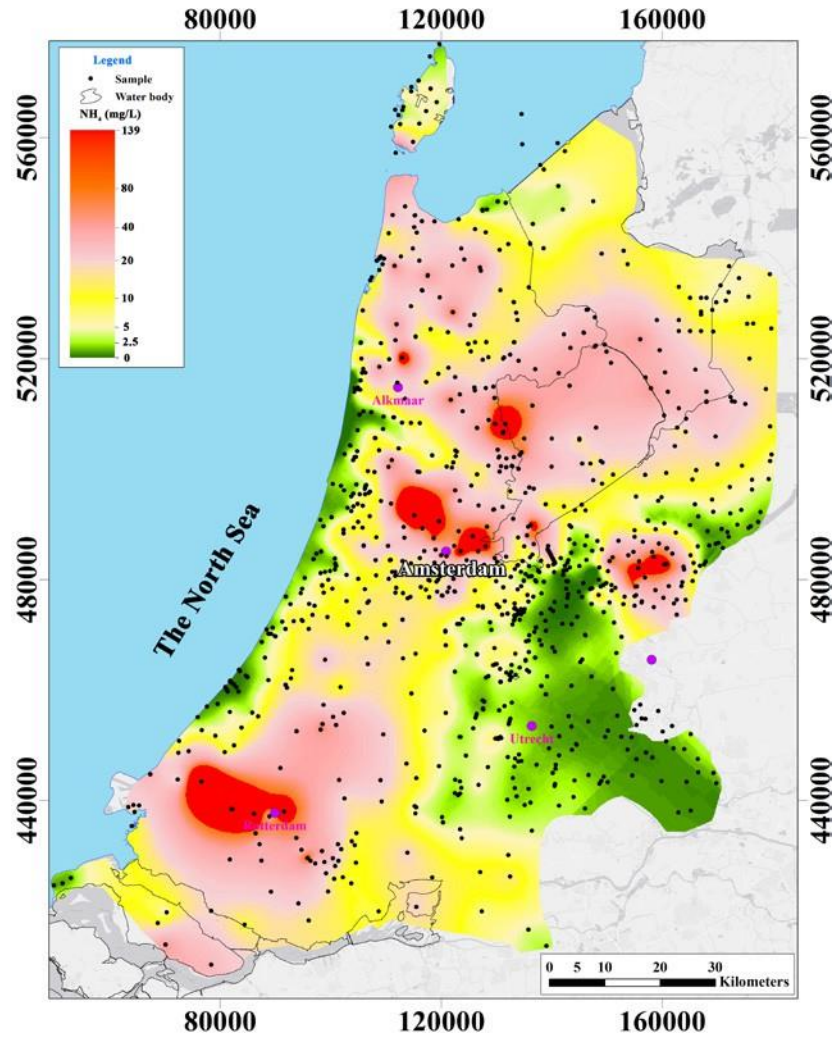 80000 120000 160000
Legend
Sample
Water body
NH4 (mg/L)
139
80
40
20
10
5
2.5
0
560000 560000
520000 520000
Alkmaar
The North Sea
Amsterdam
480000 480000
Utrecht
440000 440000
Rotterdam
0 5 10 20 30
Kilometers
80000 120000 160000